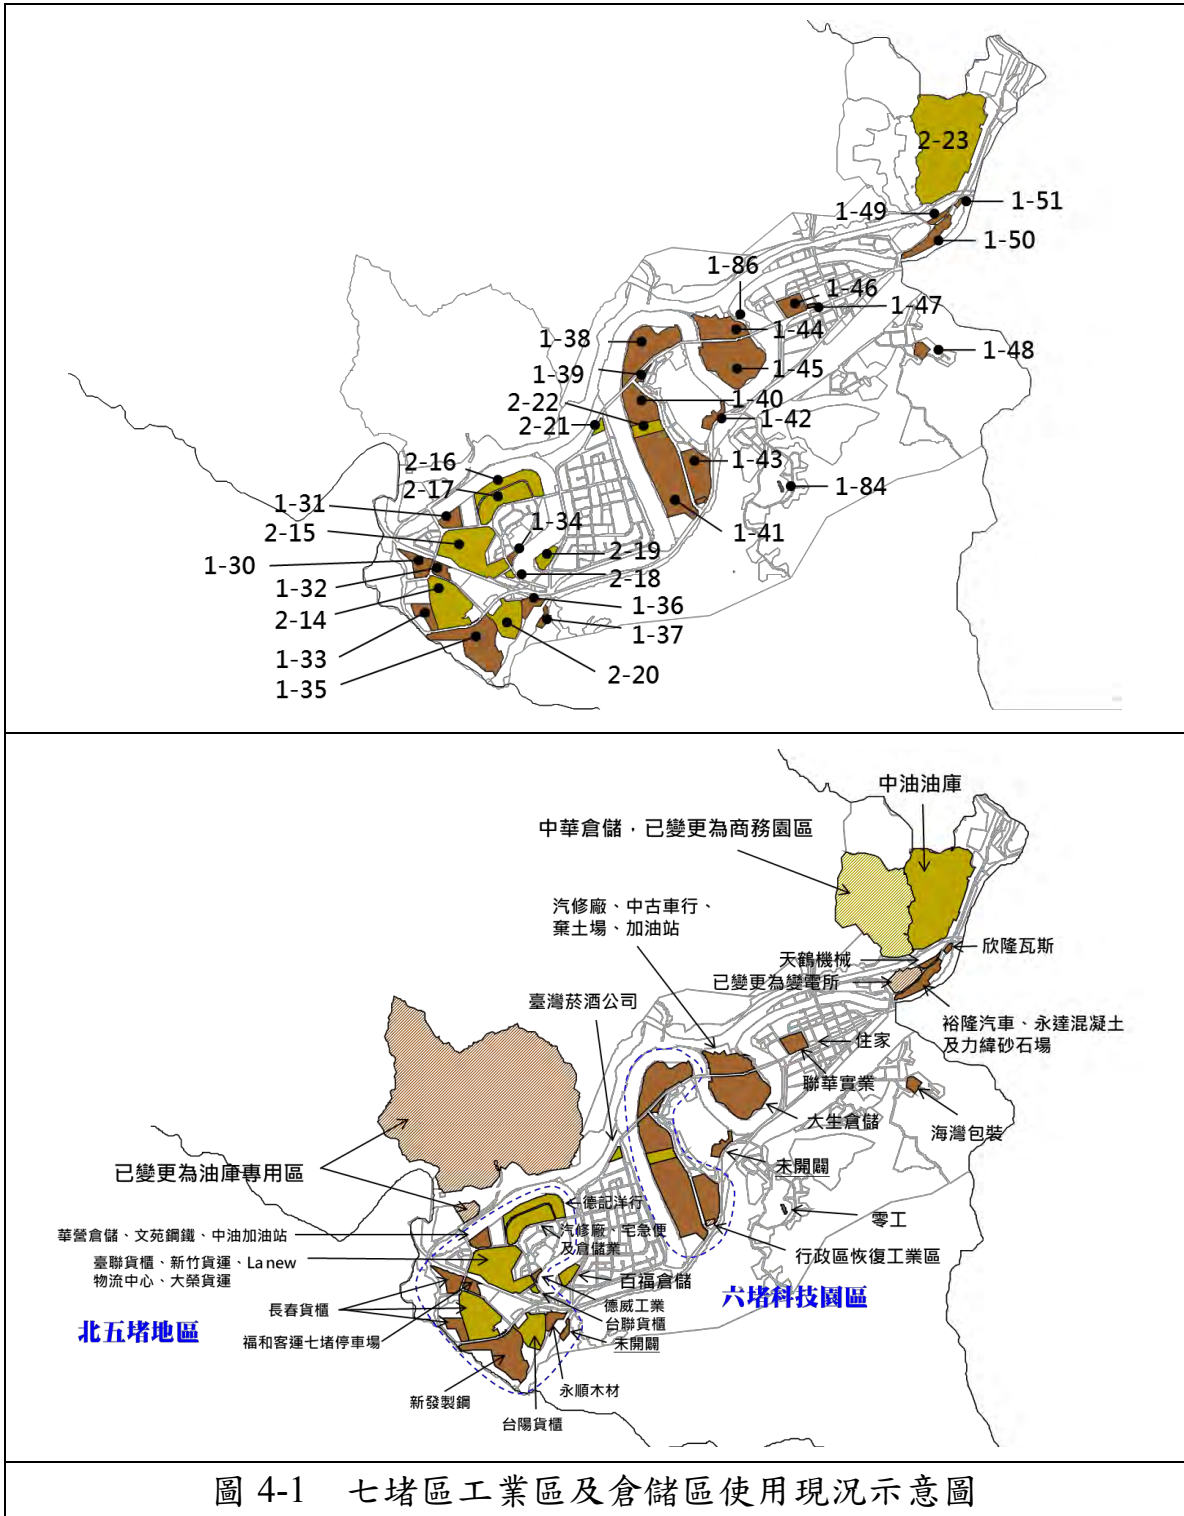 2-23
1-51
1-49
1-50
1-86
1-46
1-47
1-44
1-38
1-48
1-45
1-39
1-40
2-22
1-42
2-21
1-43
2-16
2-17
1-84
1-31
1-34
1-41
2-15
2-19
1-30
2-18
1-32
1-36
2-14
1-37
1-33
2-20
1-35
中油油庫
中華倉儲，已變更為商務園區
汽修廠、中古車行、
棄土場、加油站
欣隆瓦斯
天鶴機械
已變更為變電所
臺灣菸酒公司
裕隆汽車、永達混凝土
及力緯砂石場
住家
聯華實業
大生倉儲
海灣包裝
未開闢
已變更為油庫專用區
德記洋行
零工
華營倉儲、文苑鋼鐵、中油加油站
汽修廠、宅急便
及倉儲業
行政區恢復工業區
臺聯貨櫃、新竹貨運、La new
物流中心、大榮貨運
百福倉儲
六堵科技園區
長春貨櫃
德威工業
台聯貨櫃
北五堵地區
福和客運七堵停車場
未開闢
永順木材
新發製鋼
台陽貨櫃
圖 4-1 七堵區工業區及倉儲區使用現況示意圖